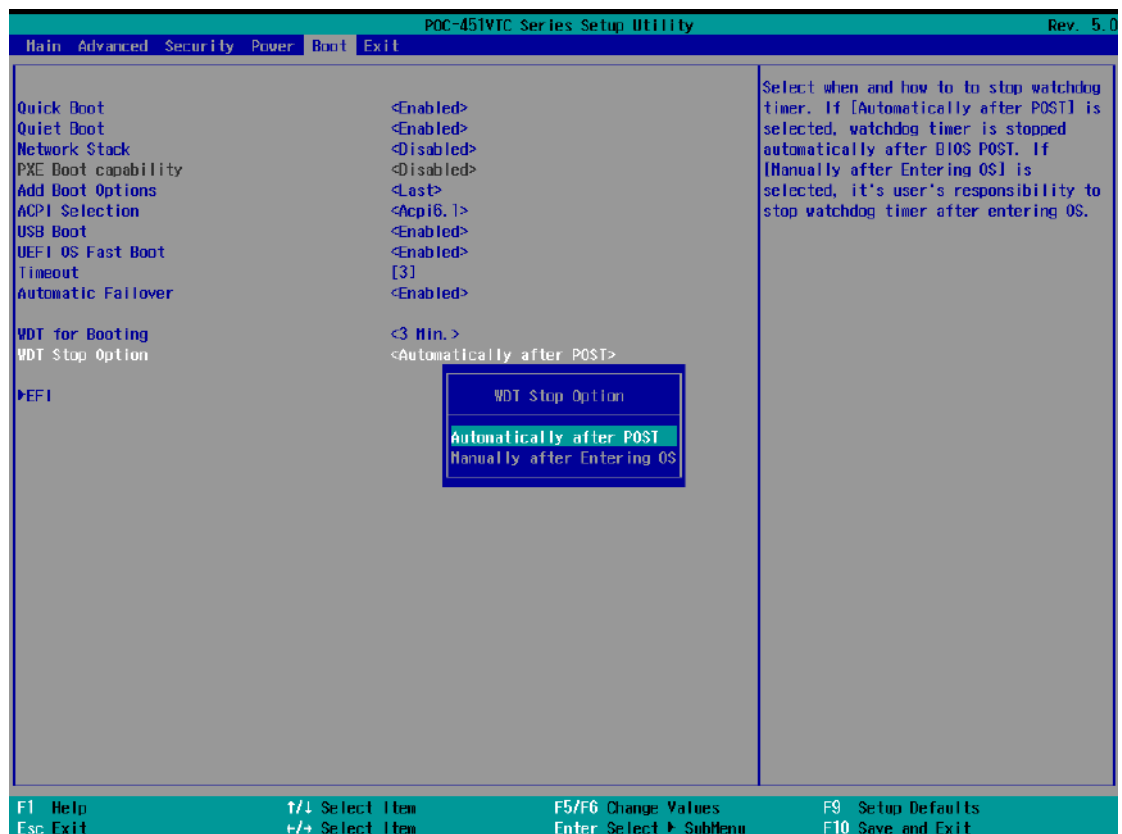 POC-451VTC Series Setup Utility Rev. 5.0
Main Advanced Security Power Boot Exit
Quick Boot <Enabled>
Quiet Boot <Enabled>
Network Stack <Disabled>
PXE Boot capability <Disabled>
Add Boot Options <Last>
ACPI Selection <Acpi6.1>
USB Boot <Enabled>
UEFI OS Fast Boot <Enabled>
Timeout [3]
Automatic Failover <Enabled>
WDT for Booting <3 Min.>
WDT Stop Option <Automatically after POST>
▶EFI
WDT Stop Option
Automatically after POST
Manually after Entering OS
Select when and how to to stop watchdog
timer. If [Automatically after POST] is
selected, watchdog timer is stopped
automatically after BIOS POST. If
[Manually after Entering OS] is
selected, it's user's responsibility to
stop watchdog timer after entering OS.
F1 Help ↑/↓ Select Item F5/F6 Change Values F9 Setup Defaults
Esc Exit ←/→ Select Item Enter Select ▶ SubMenu F10 Save and Exit